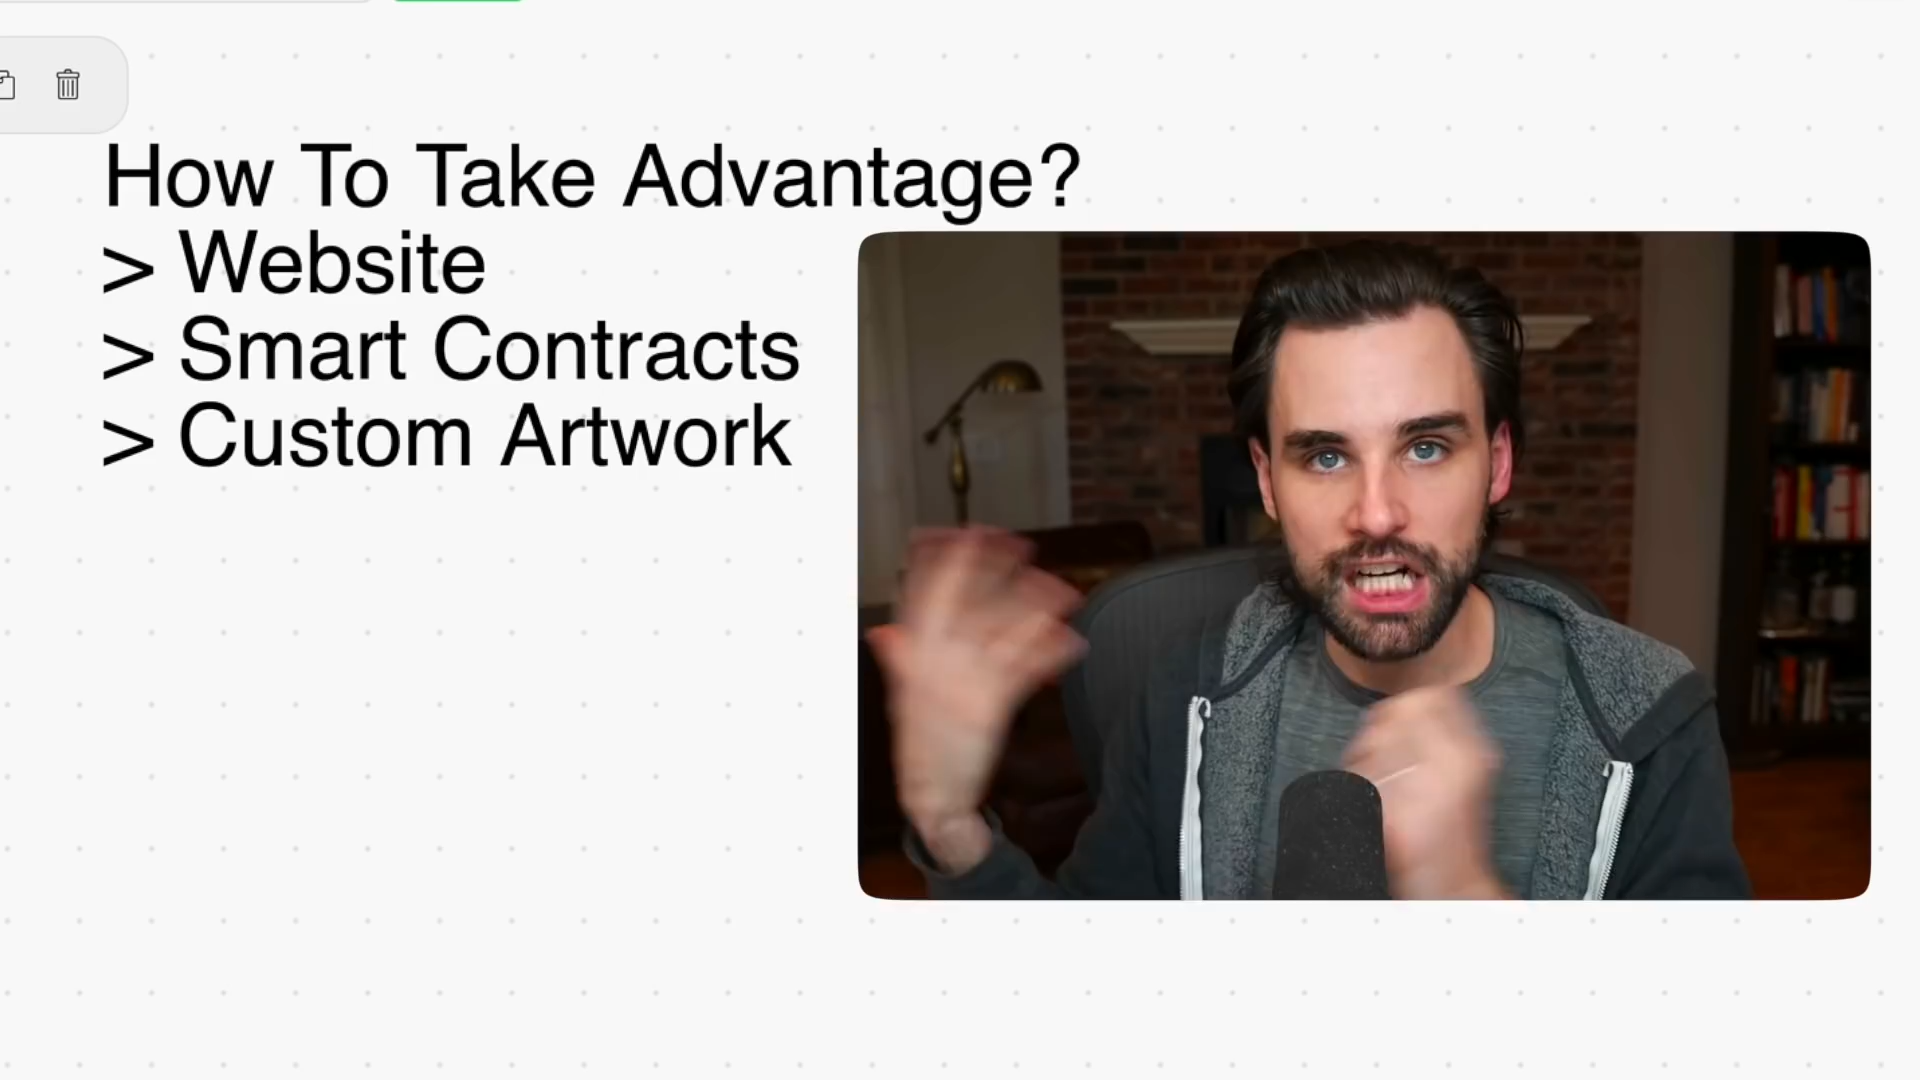 How To Take Advantage?
> Website
> Smart Contracts
> Custom Artwork